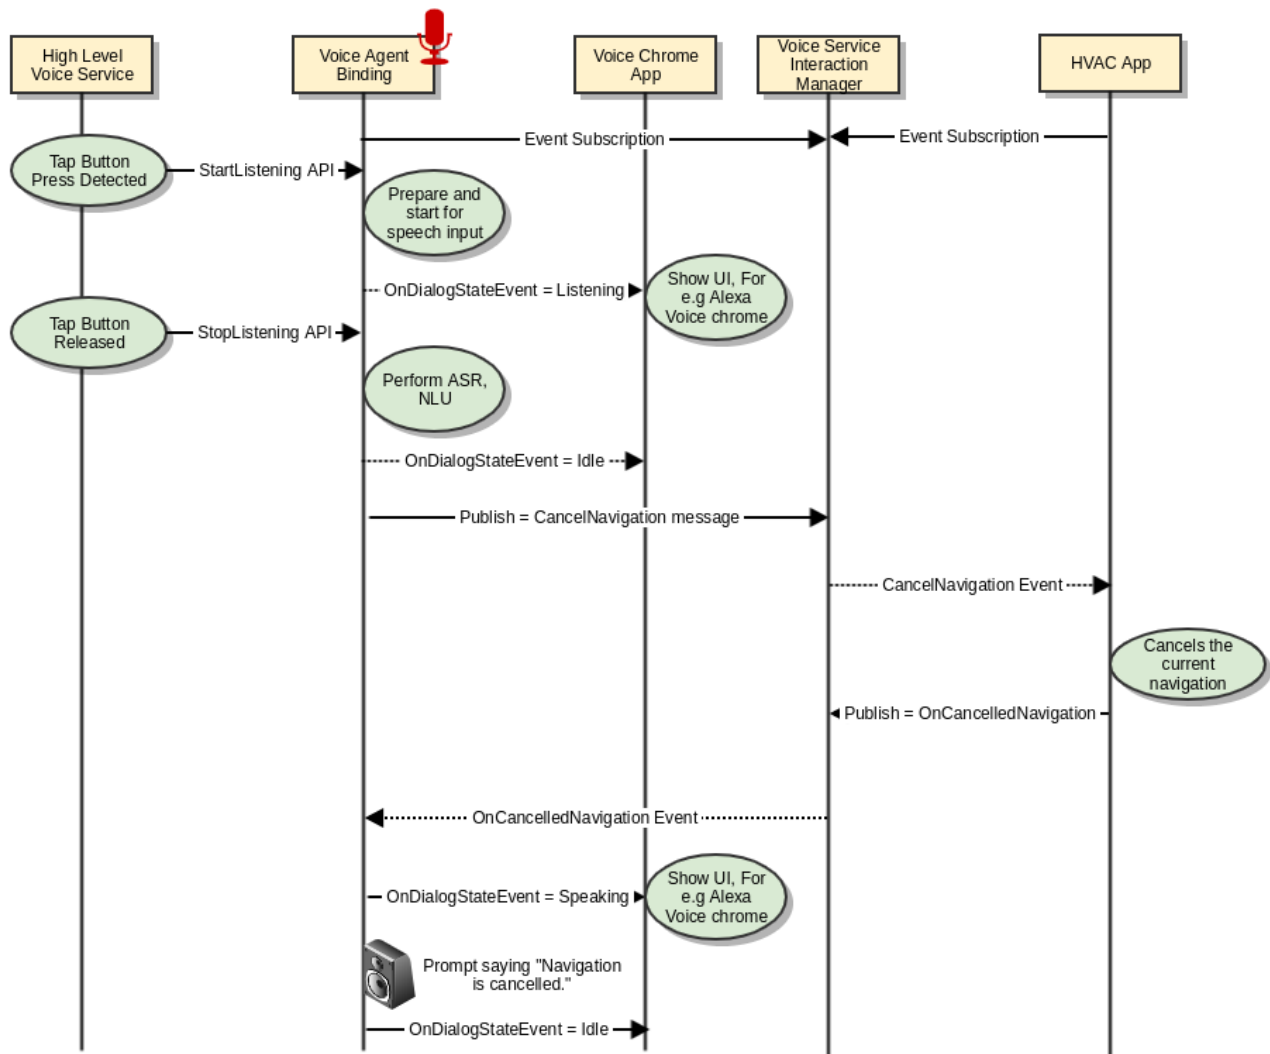 High Level
Voice Service
Voice Agent
Binding
Voice Chrome
App
Voice Service
Interaction
Manager
HVAC App
Event Subscription
Event Subscription
Tap Button
Press Detected
StartListening API
Prepare and
start for
speech input
OnDialogStateEvent = Listening
Show UI, For
e.g Alexa
Voice chrome
Tap Button
Released
StopListening API
Perform ASR,
NLU
OnDialogStateEvent = Idle
Publish = CancelNavigation message
CancelNavigation Event
Cancels the
current
navigation
Publish = OnCancelledNavigation
OnCancelledNavigation Event
OnDialogStateEvent = Speaking
Show UI, For
e.g Alexa
Voice chrome
Prompt saying "Navigation
is cancelled."
OnDialogStateEvent = Idle